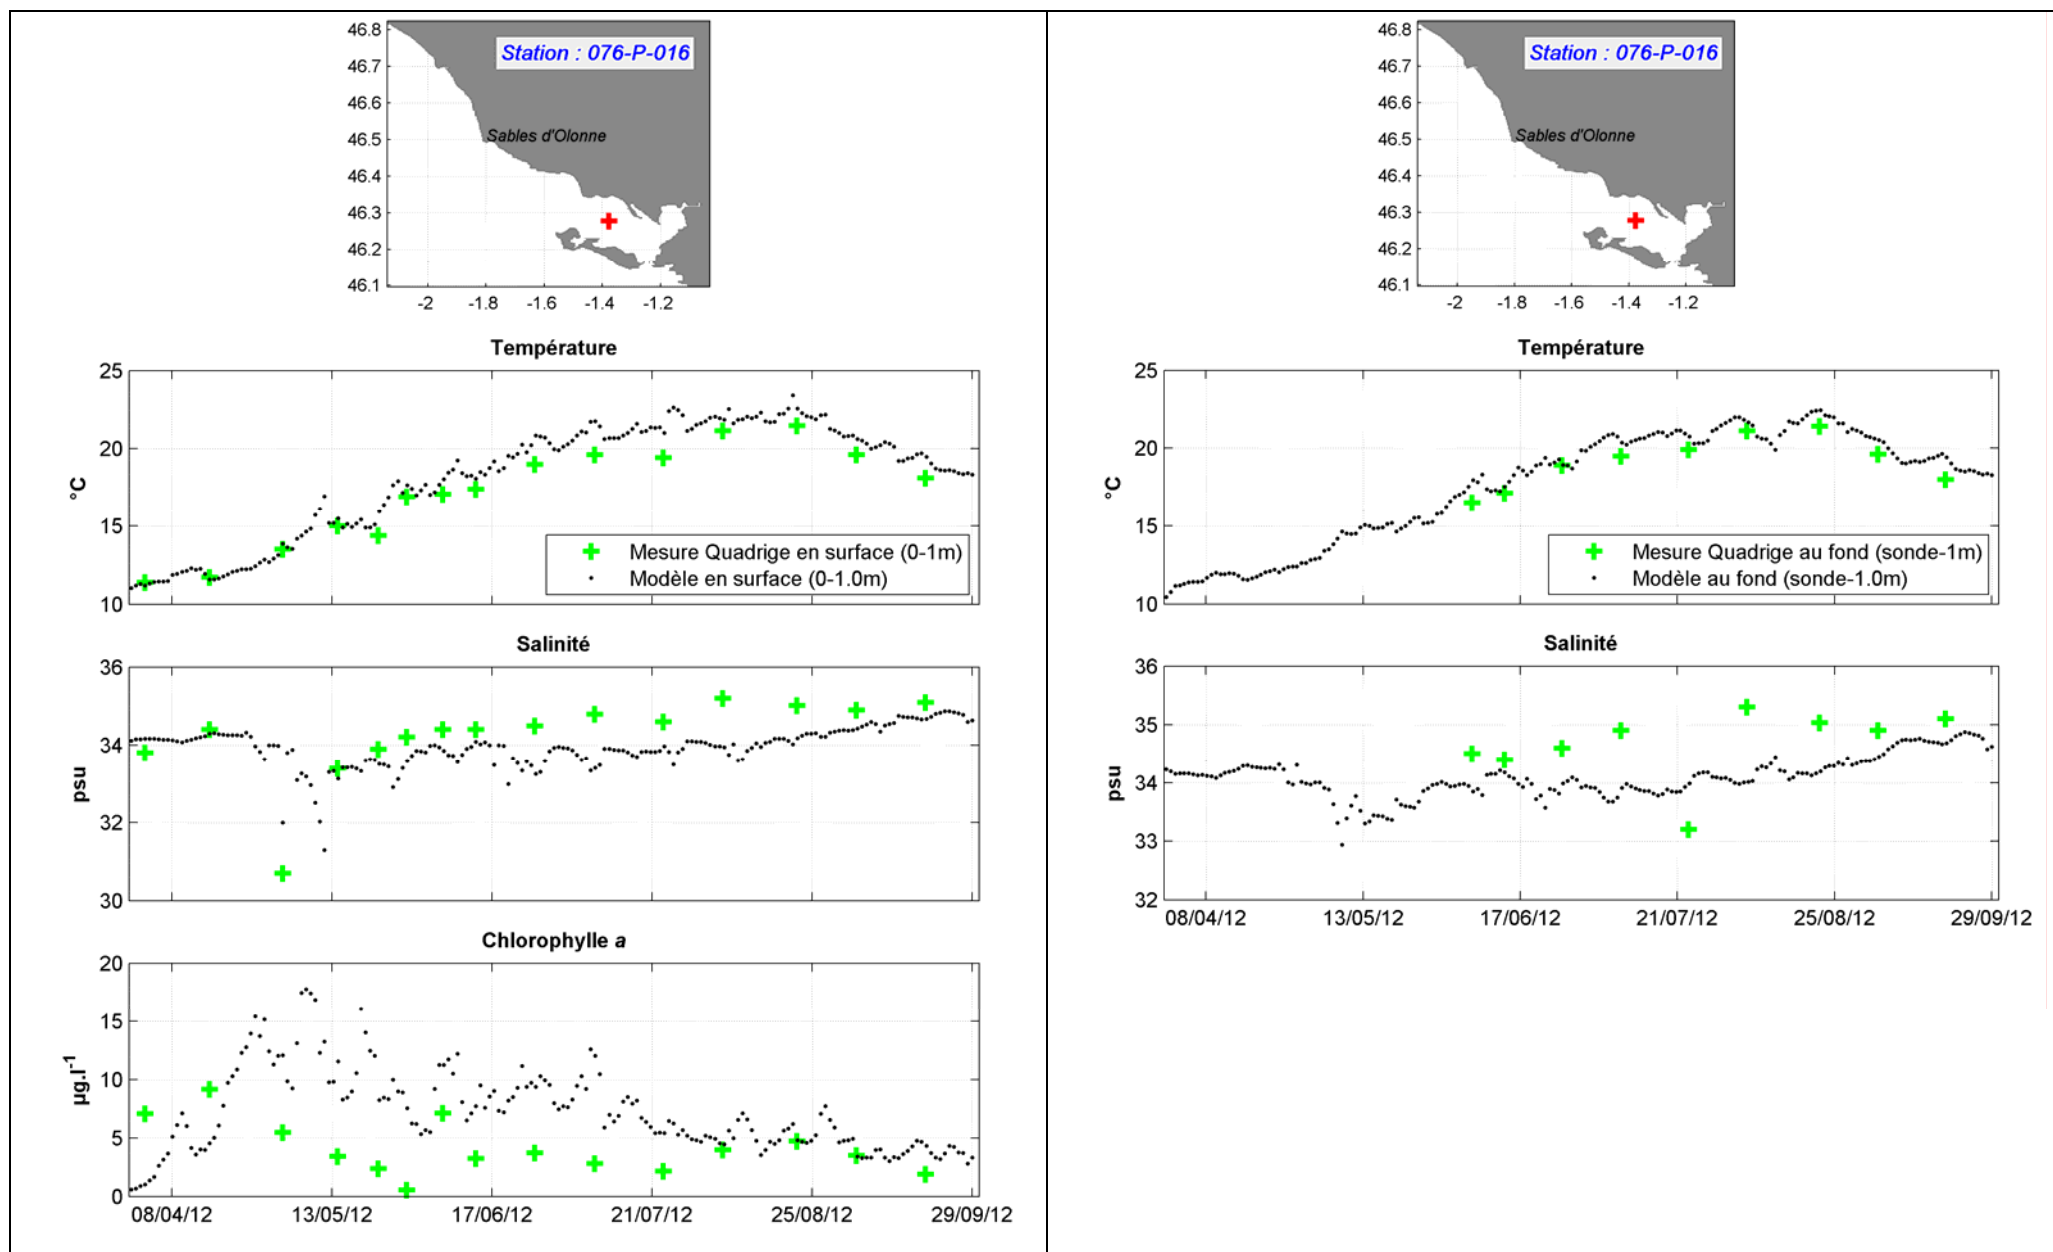 46.8
46.7
46.6
46.5
46.4
46.3
46.2
46.1
Station : 076-P-016
Sables d'Olonne
-2 -1.8 -1.6 -1.4 -1.2
Température
25
20
15
10
°C
Mesure Quadrige en surface (0-1m)
Modèle en surface (0-1.0m)
Salinité
36
34
32
30
psu
Chlorophylle a
20
15
10
5
0
µg.l-1
08/04/12 13/05/12 17/06/12 21/07/12 25/08/12 29/09/12
46.8
46.7
46.6
46.5
46.4
46.3
46.2
46.1
Station : 076-P-016
Sables d'Olonne
-2 -1.8 -1.6 -1.4 -1.2
Température
25
20
15
10
°C
Mesure Quadrige au fond (sonde-1m)
Modèle au fond (sonde-1.0m)
Salinité
36
35
34
33
32
psu
08/04/12 13/05/12 17/06/12 21/07/12 25/08/12 29/09/12